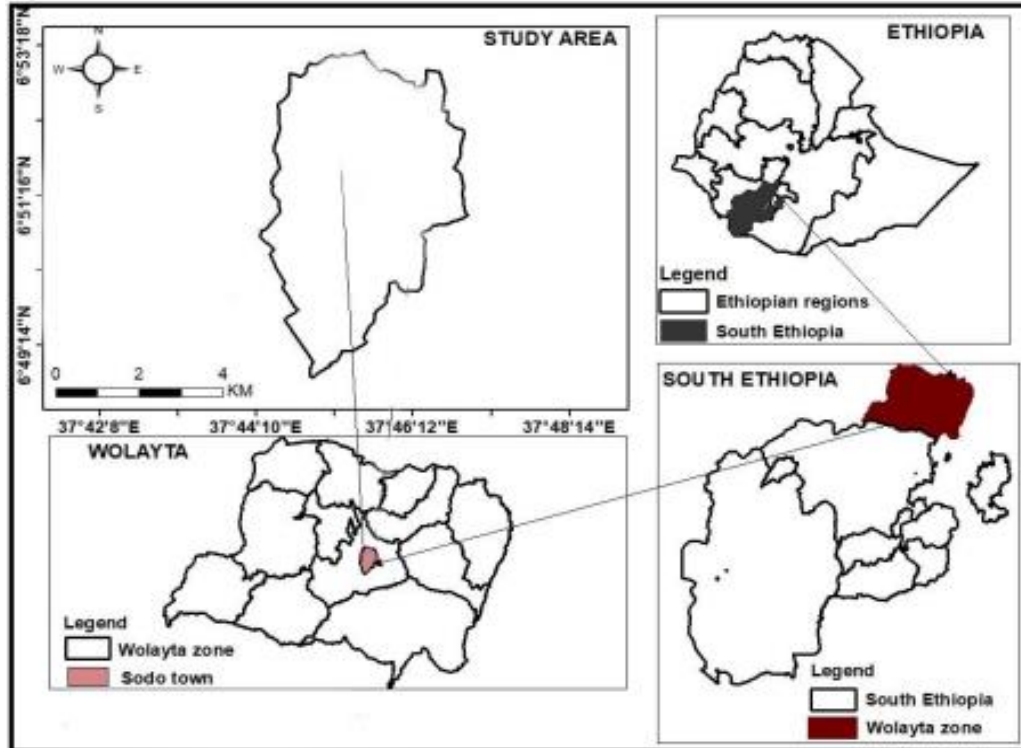 STUDY AREA
N
W E
S
6°53'18"N
6°51'16"N
6°49'14"N
0 2 4
KM
37°42'8"E 37°44'10"E 37°46'12"E 37°48'14"E
ETHIOPIA
Legend
Ethiopian regions
South Ethiopia
WOLAYTA
Legend
Wolayta zone
Sodo town
SOUTH ETHIOPIA
Legend
South Ethiopia
Wolayta zone